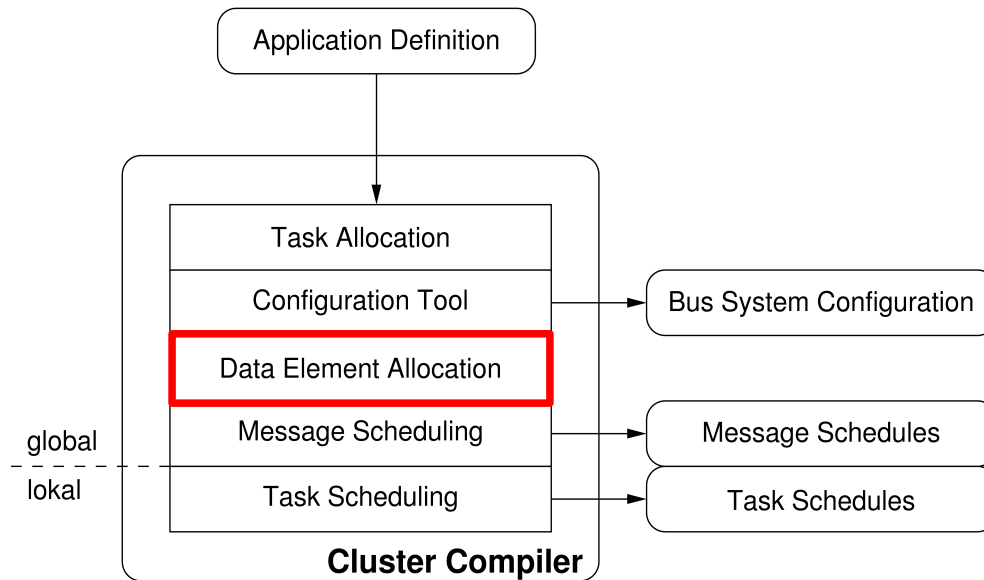 Application Definition
Task Allocation
Configuration Tool
Bus System Configuration
Data Element Allocation
Message Scheduling
Message Schedules
global
lokal
Task Scheduling
Task Schedules
Cluster Compiler